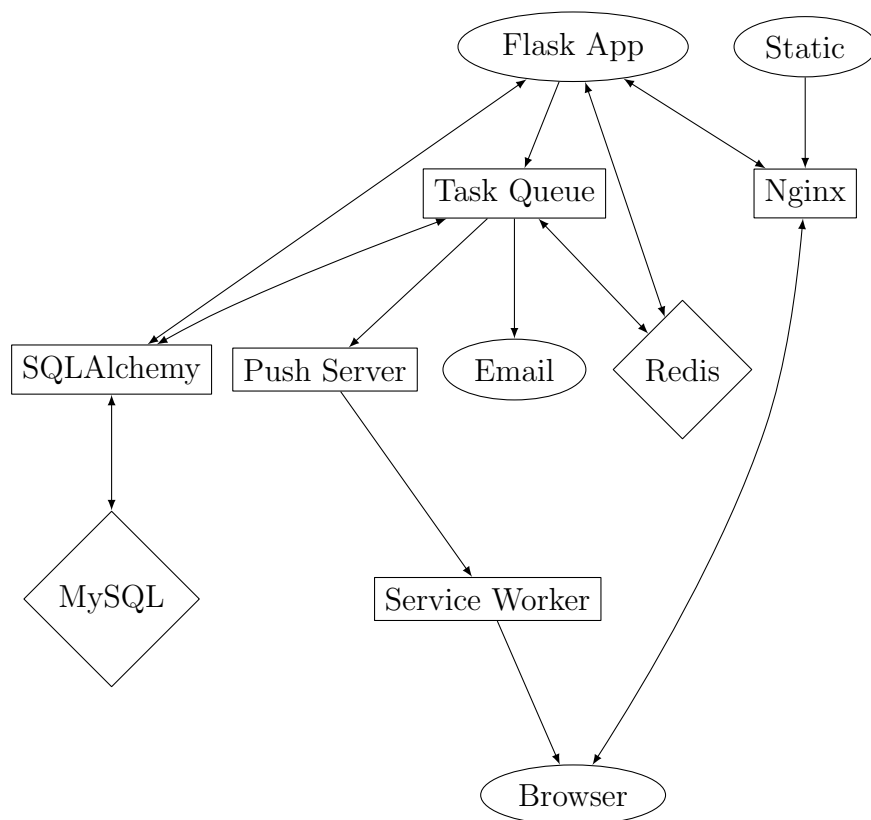 Flask App
Static
Task Queue
Nginx
SQLAlchemy
Push Server
Email
Redis
MySQL
Service Worker
Browser